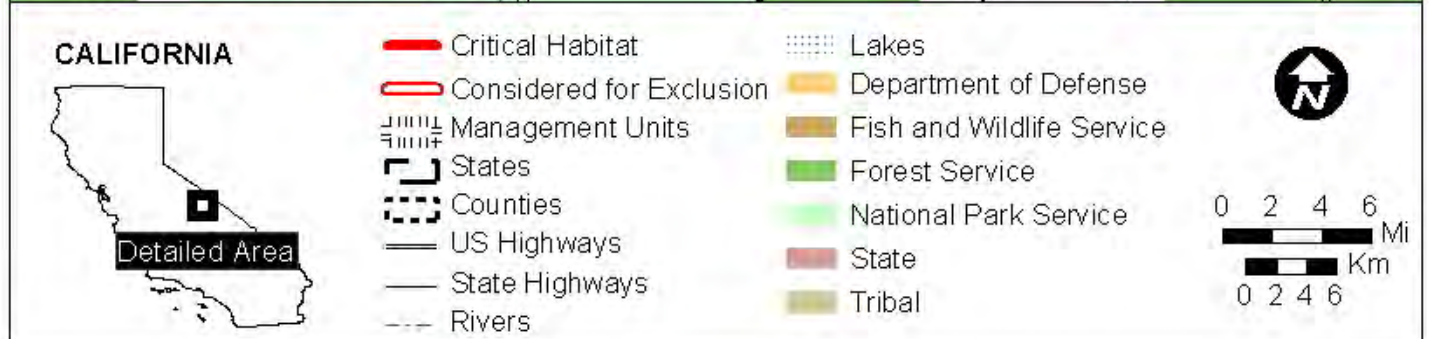 CALIFORNIA
Detailed Area
Critical Habitat
Considered for Exclusion
Management Units
States
Counties
US Highways
State Highways
Rivers
Lakes
Department of Defense
Fish and Wildlife Service
Forest Service
National Park Service
State
Tribal
N
0 2 4 6
Mi
Km
0 2 4 6